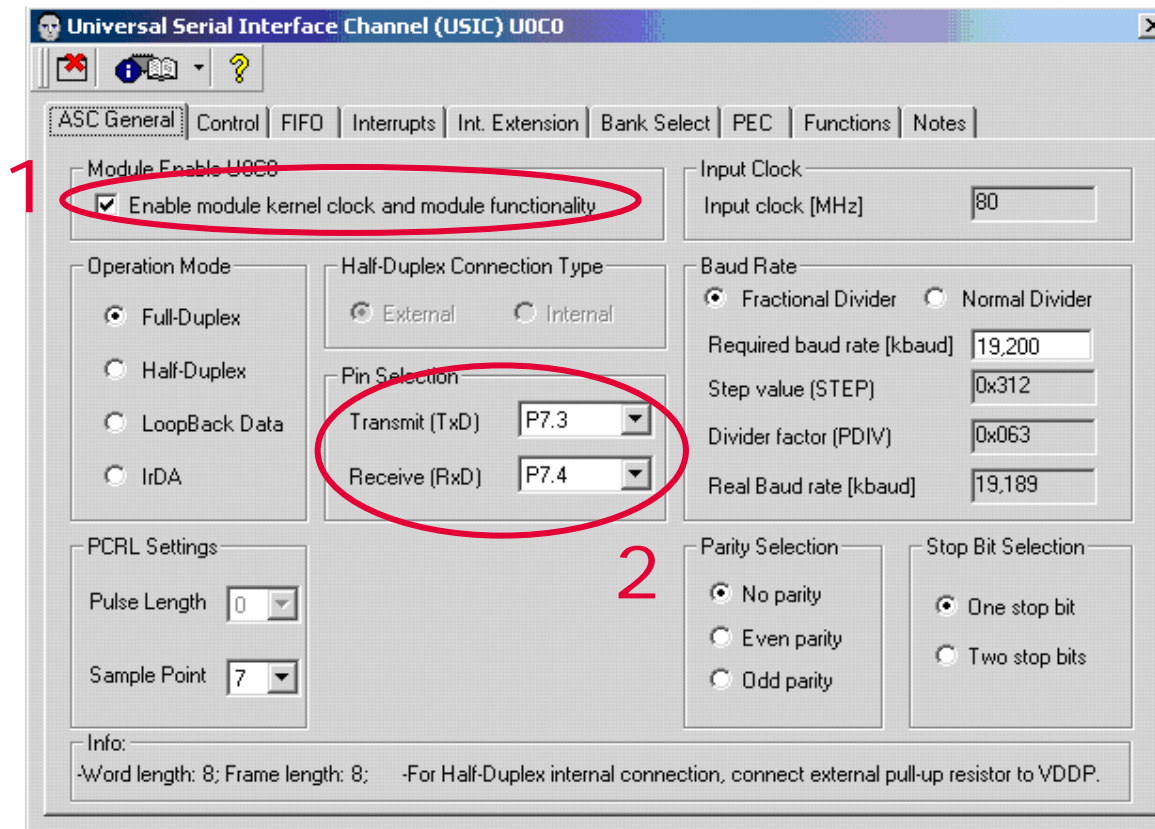 Universal Serial Interface Channel (USIC) U0C0
ASC General Control FIFO Interrupts Int. Extension Bank Select PEC Functions Notes
1
Module Enable U0C0
Enable module kernel clock and module functionality
Input Clock
Input clock [MHz] 80
Operation Mode
Full-Duplex
Half-Duplex
LoopBack Data
IrDA
Half-Duplex Connection Type
External Internal
Pin Selection
Transmit (TxD) P7.3
Receive (RxD) P7.4
2
Baud Rate
Fractional Divider Normal Divider
Required baud rate [kbaud] 19,200
Step value (STEP) 0x312
Divider factor (PDIV) 0x063
Real Baud rate [kbaud] 19,189
PCRL Settings
Pulse Length 0
Sample Point 7
Parity Selection
No parity
Even parity
Odd parity
Stop Bit Selection
One stop bit
Two stop bits
Info:
-Word length: 8; Frame length: 8; -For Half-Duplex internal connection, connect external pull-up resistor to VDDP.